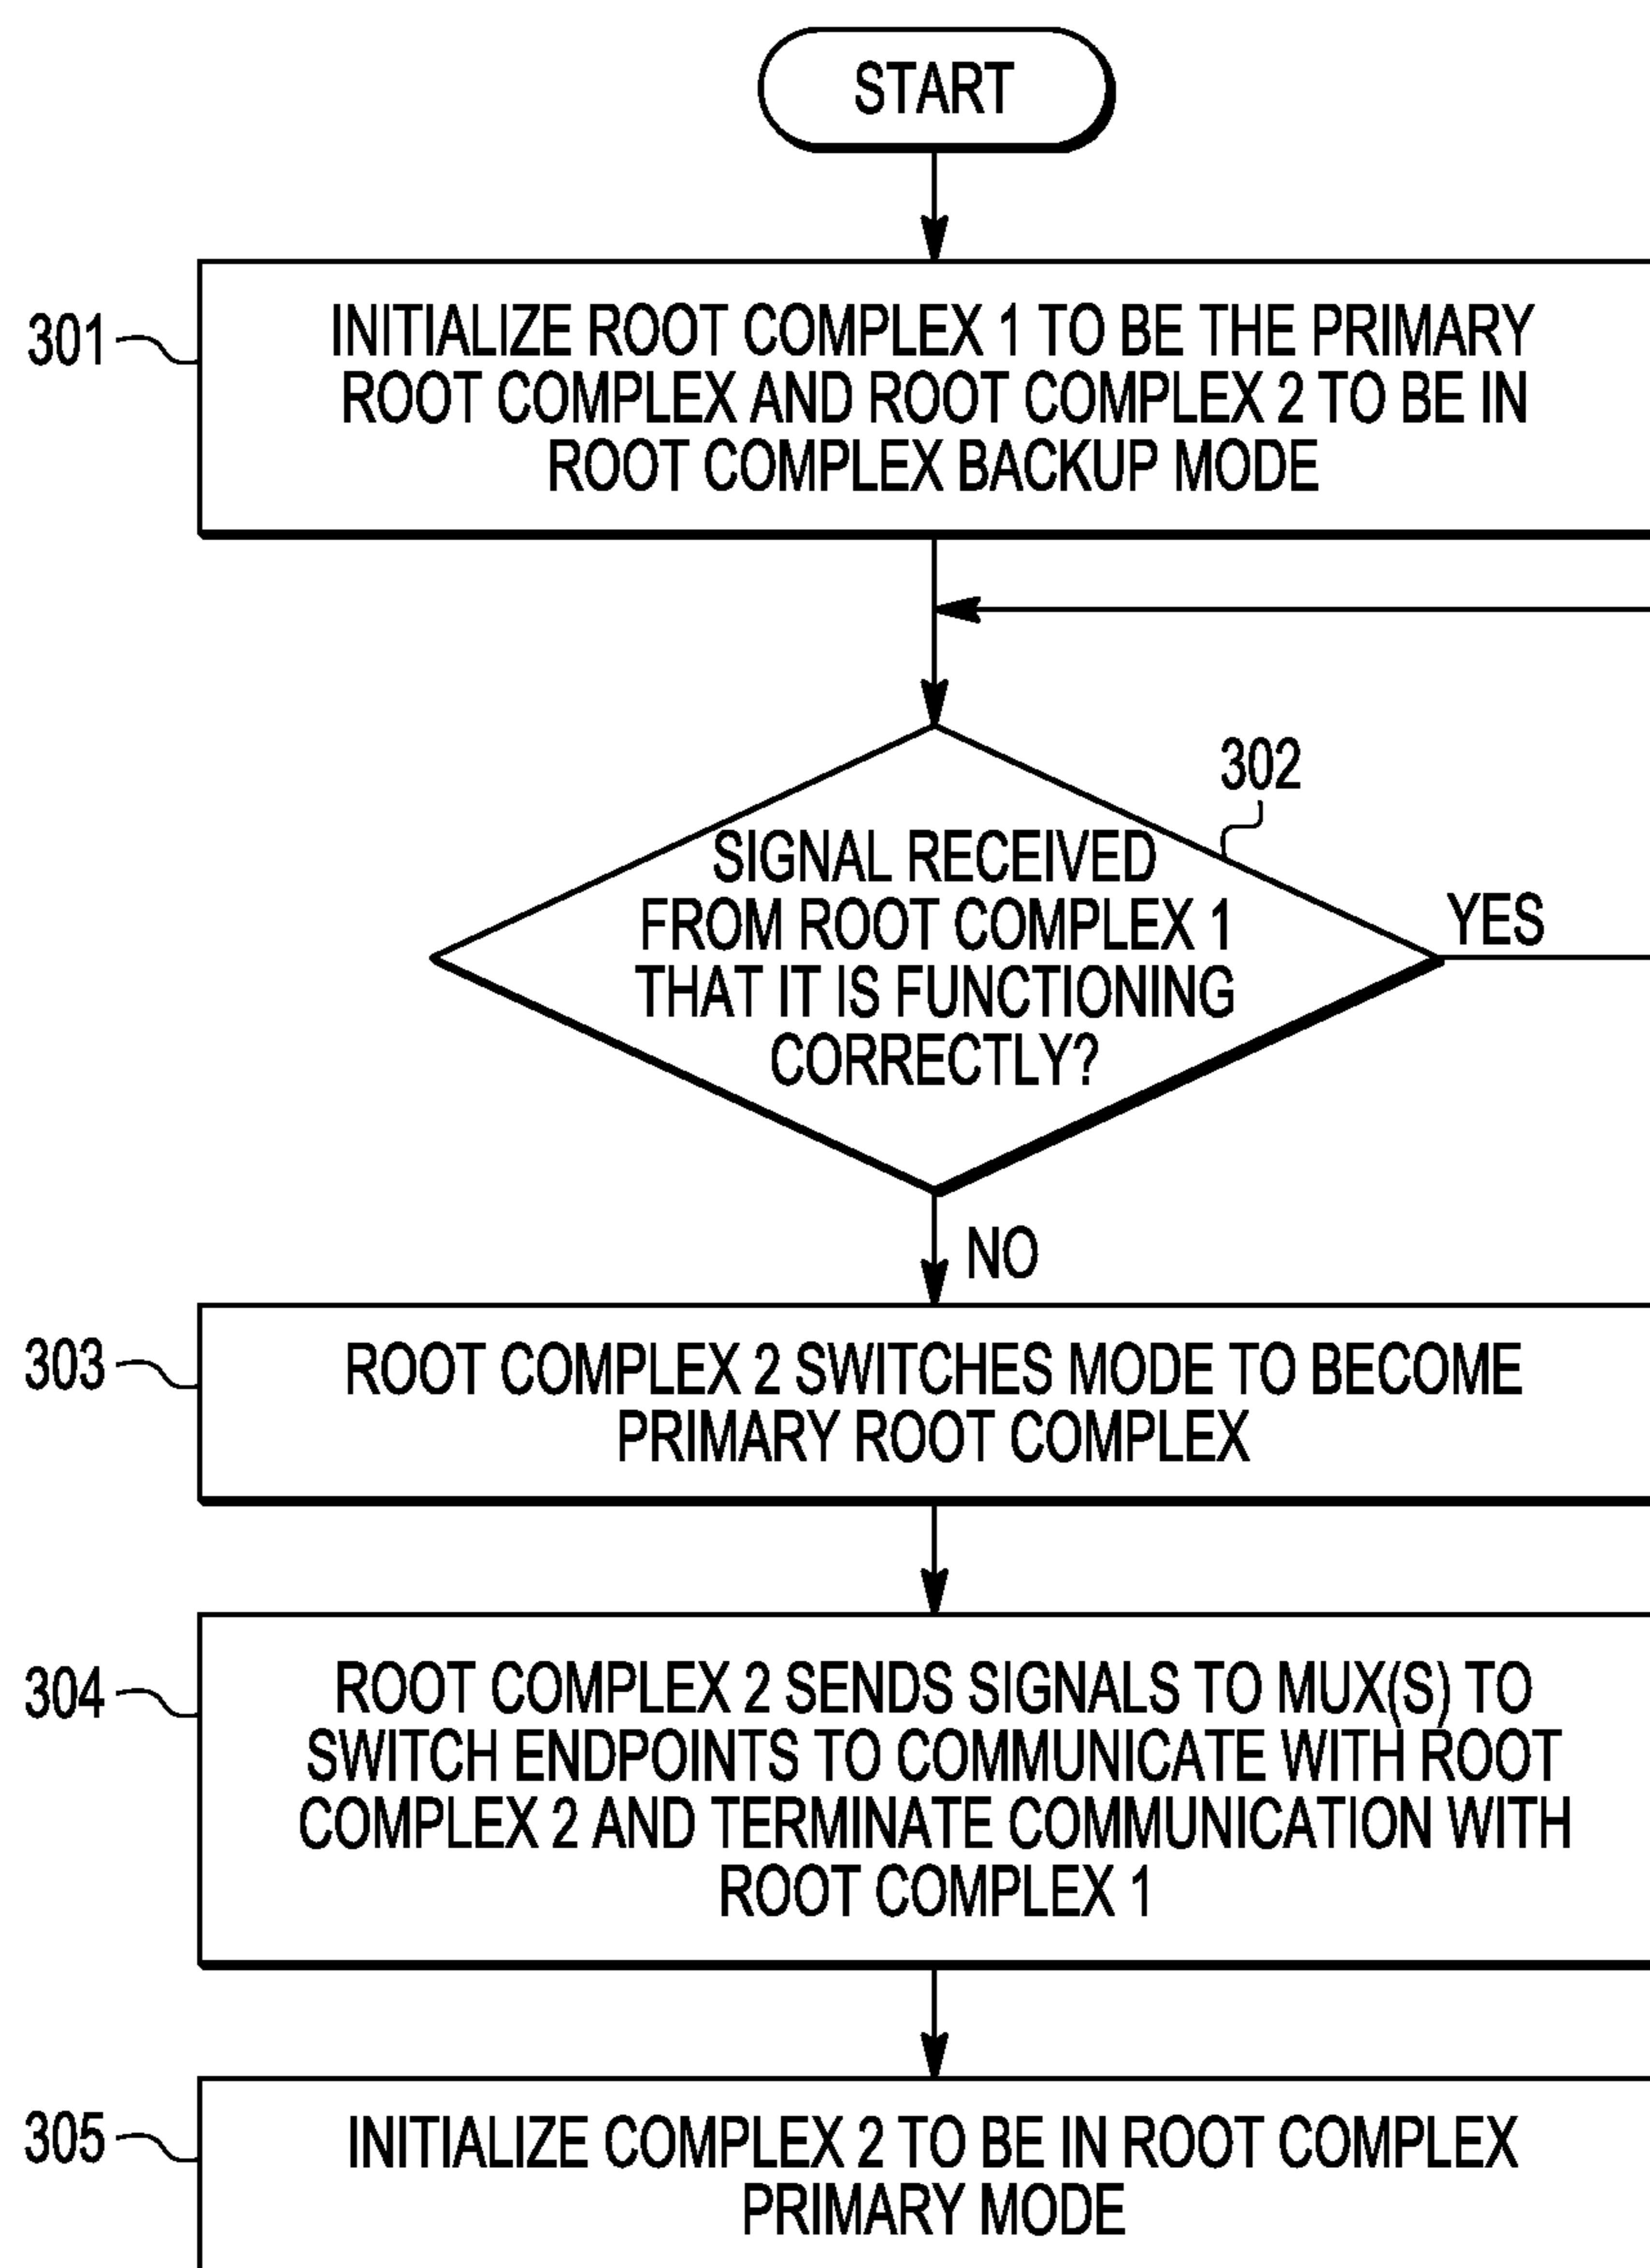 START
301
INITIALIZE ROOT COMPLEX 1 TO BE THE PRIMARY
ROOT COMPLEX AND ROOT COMPLEX 2 TO BE IN
ROOT COMPLEX BACKUP MODE
302
SIGNAL RECEIVED
FROM ROOT COMPLEX 1
THAT IT IS FUNCTIONING
CORRECTLY?
YES
NO
303
ROOT COMPLEX 2 SWITCHES MODE TO BECOME
PRIMARY ROOT COMPLEX
304
ROOT COMPLEX 2 SENDS SIGNALS TO MUX(S) TO
SWITCH ENDPOINTS TO COMMUNICATE WITH ROOT
COMPLEX 2 AND TERMINATE COMMUNICATION WITH
ROOT COMPLEX 1
305
INITIALIZE COMPLEX 2 TO BE IN ROOT COMPLEX
PRIMARY MODE